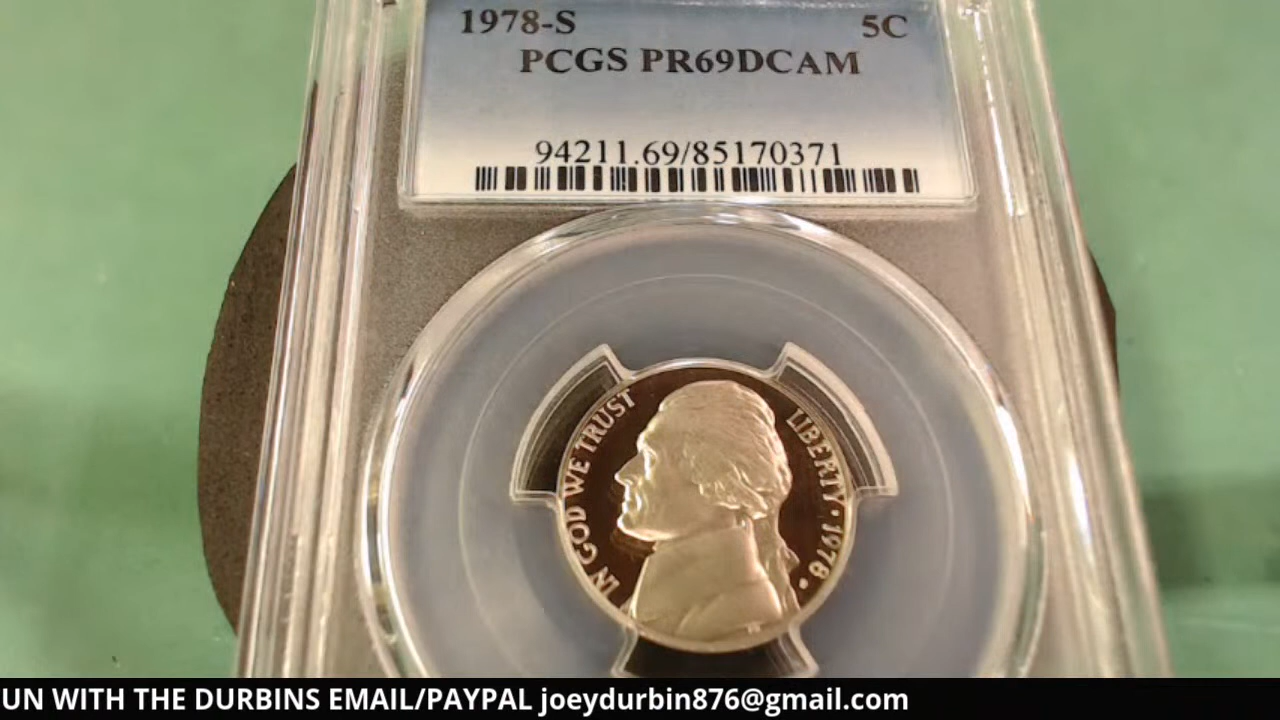 1978-S 5C
PCGS PR69DCAM
94211.69/85170371
IN GOD WE TRUST
LIBERTY • 1978 •
UN WITH THE DURBINS EMAIL/PAYPAL joeydurbin876@gmail.com